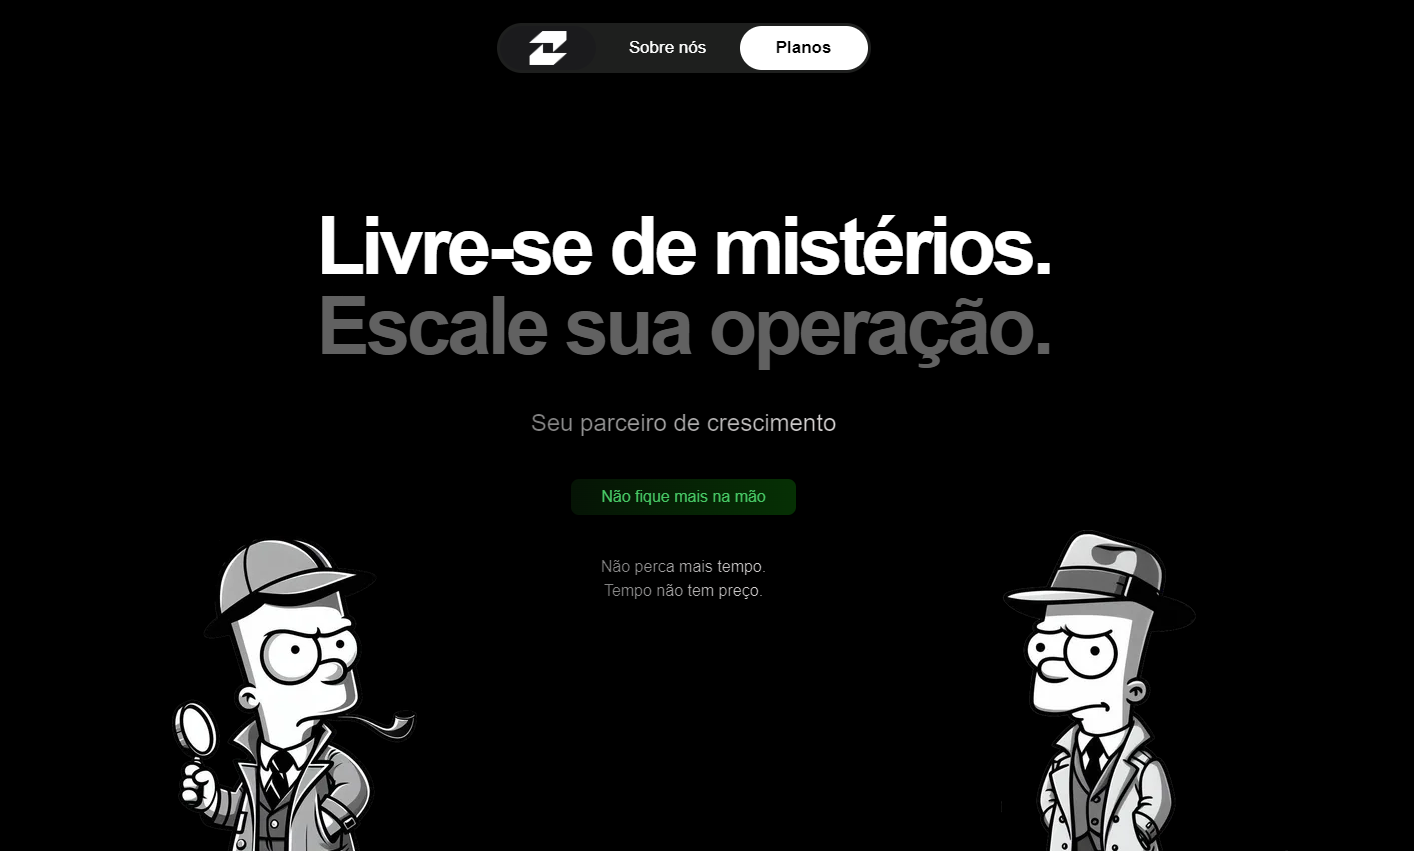 Sobre nós
Planos
Livre-se de mistérios.
Escale sua operação.
Seu parceiro de crescimento
Não fique mais na mão
Não perca mais tempo.
Tempo não tem preço.